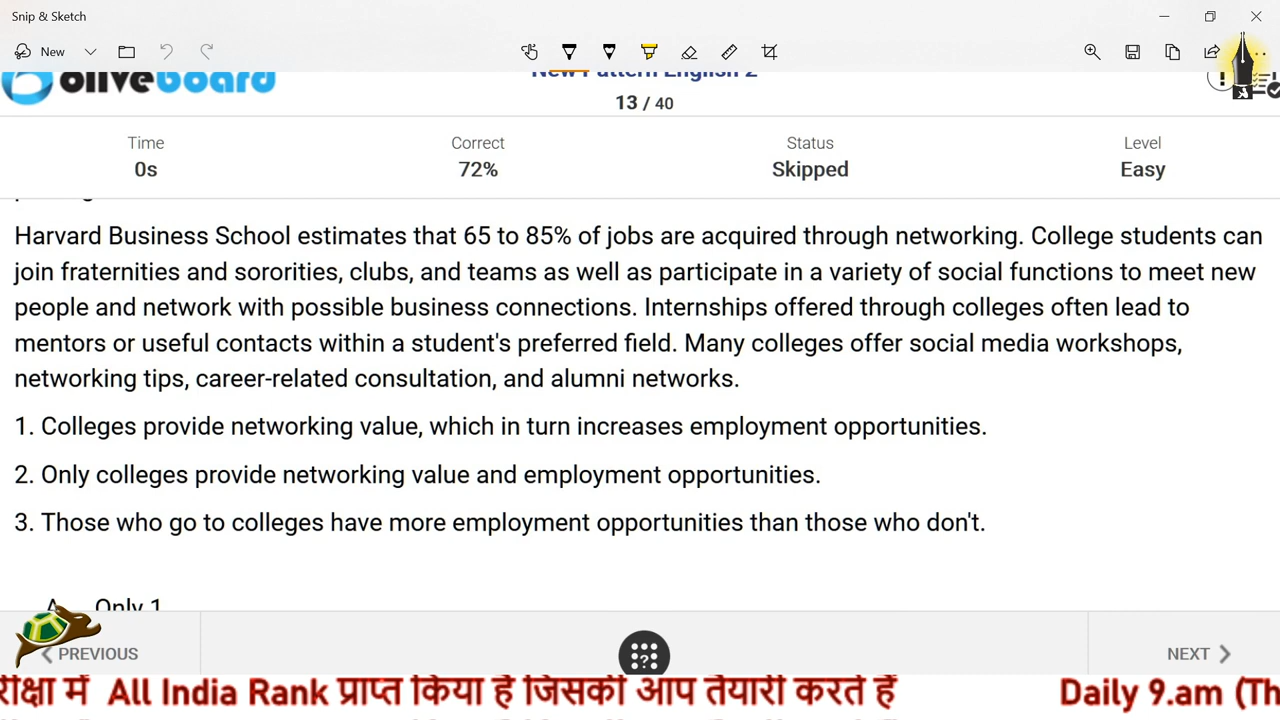 Snip & Sketch
New
oliveboard
New Pattern English 2
13 / 40
Time Correct Status Level
0s 72% Skipped Easy
Harvard Business School estimates that 65 to 85% of jobs are acquired through networking. College students can
join fraternities and sororities, clubs, and teams as well as participate in a variety of social functions to meet new
people and network with possible business connections. Internships offered through colleges often lead to
mentors or useful contacts within a student's preferred field. Many colleges offer social media workshops,
networking tips, career-related consultation, and alumni networks.
1. Colleges provide networking value, which in turn increases employment opportunities.
2. Only colleges provide networking value and employment opportunities.
3. Those who go to colleges have more employment opportunities than those who don't.
A Only 1
PREVIOUS ? NEXT
में All India Rank प्राप्त किया है जिसकी आप तैयारी करते हैं Daily 9.am